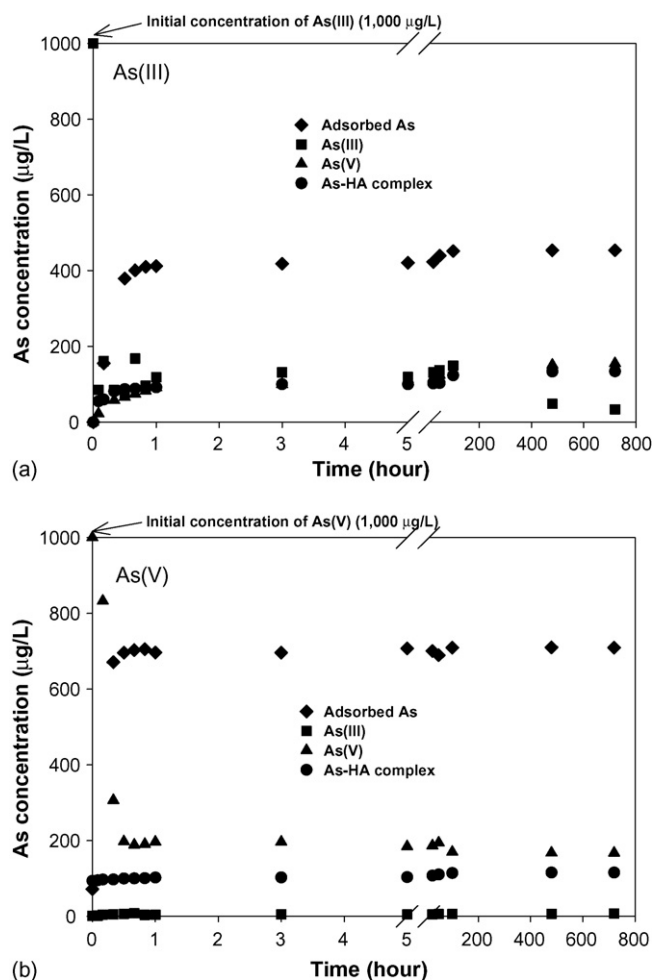 Initial concentration of As(III) (1,000 μg/L)
1000
As(III)
800
Adsorbed As
As(III)
As(V)
As-HA complex
600
400
200
0
As concentration (μg/L)
0 1 2 3 4 5 200 400 600 800
Time (hour)
(a)
Initial concentration of As(V) (1,000 μg/L)
1000
As(V)
800
600
Adsorbed As
As(III)
As(V)
As-HA complex
400
200
0
As concentration (μg/L)
0 1 2 3 4 5 200 400 600 800
Time (hour)
(b)